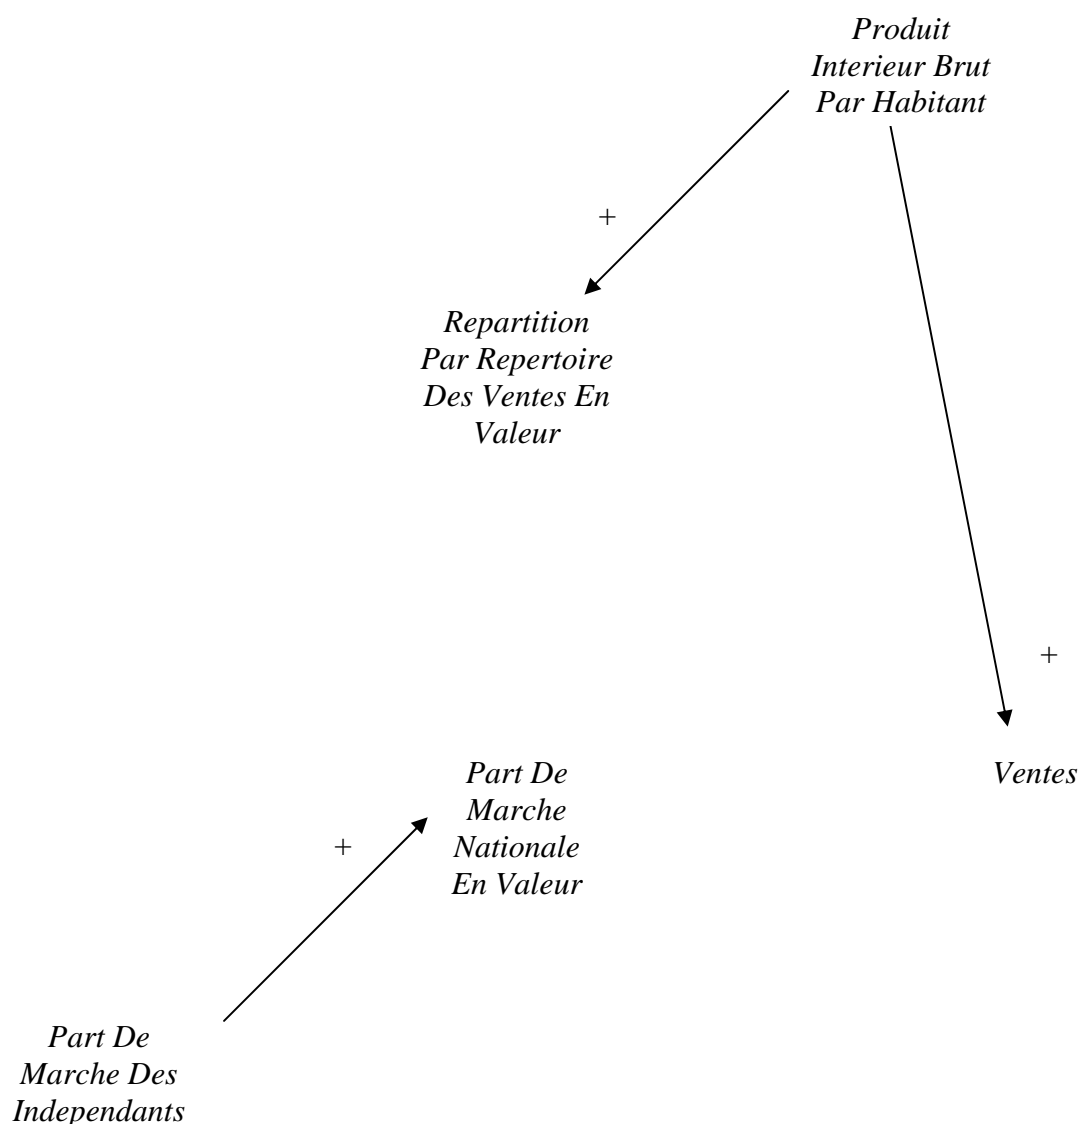 Produit
Interieur Brut
Par Habitant
+
Repartition
Par Repertoire
Des Ventes En
Valeur
+
Ventes
Part De
Marche
Nationale
En Valeur
+
Part De
Marche Des
Independants